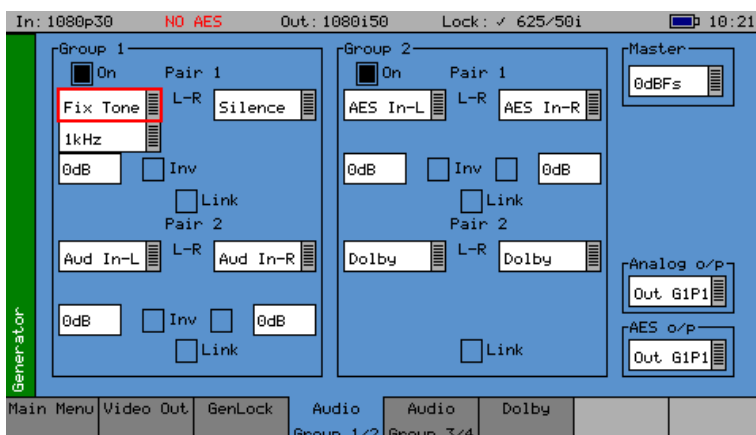 In:1080p30 NO AES Out:1080i50 Lock: ✓ 625/50i 10:21
Group 1
On Pair 1
Fix Tone L-R Silence
1kHz
0dB Inv
Link
Pair 2
Aud In-L L-R Aud In-R
0dB Inv 0dB
Link
Group 2
On Pair 1
AES In-L L-R AES In-R
0dB Inv 0dB
Link
Pair 2
Dolby L-R Dolby
Link
Master
0dBFs
Analog o/p
Out G1P1
AES o/p
Out G1P1
Generator
Main Menu Video Out GenLock Audio Group 1/2 Audio Group 3/4 Dolby